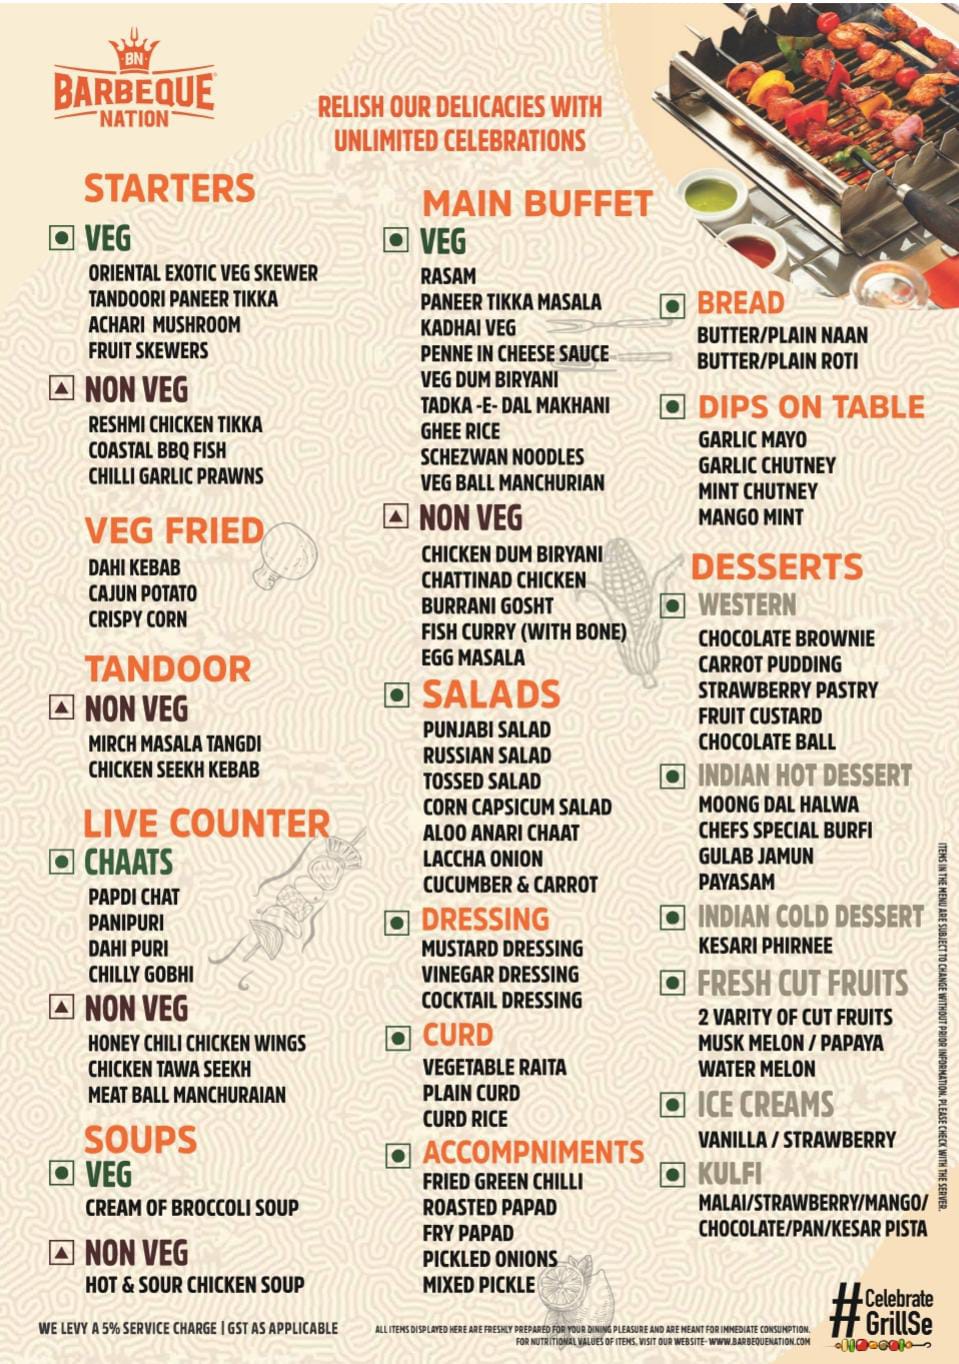 BN
BARBEQUE
NATION
RELISH OUR DELICACIES WITH
UNLIMITED CELEBRATIONS
STARTERS
VEG
ORIENTAL EXOTIC VEG SKEWER
TANDOORI PANEER TIKKA
ACHARI MUSHROOM
FRUIT SKEWERS
NON VEG
RESHMI CHICKEN TIKKA
COASTAL BBQ FISH
CHILLI GARLIC PRAWNS
VEG FRIED
DAHI KEBAB
CAJUN POTATO
CRISPY CORN
TANDOOR
NON VEG
MIRCH MASALA TANGDI
CHICKEN SEEKH KEBAB
LIVE COUNTER
CHAATS
PAPDI CHAT
PANIPURI
DAHI PURI
CHILLY GOBHI
NON VEG
HONEY CHILI CHICKEN WINGS
CHICKEN TAWA SEEKH
MEAT BALL MANCHURAIAN
SOUPS
VEG
CREAM OF BROCCOLI SOUP
NON VEG
HOT & SOUR CHICKEN SOUP
MAIN BUFFET
VEG
RASAM
PANEER TIKKA MASALA
KADHAI VEG
PENNE IN CHEESE SAUCE
VEG DUM BIRYANI
TADKA -E- DAL MAKHANI
GHEE RICE
SCHEZWAN NOODLES
VEG BALL MANCHURIAN
NON VEG
CHICKEN DUM BIRYANI
CHATTINAD CHICKEN
BURRANI GOSHT
FISH CURRY (WITH BONE)
EGG MASALA
SALADS
PUNJABI SALAD
RUSSIAN SALAD
TOSSED SALAD
CORN CAPSICUM SALAD
ALOO ANARI CHAAT
LACCHA ONION
CUCUMBER & CARROT
DRESSING
MUSTARD DRESSING
VINEGAR DRESSING
COCKTAIL DRESSING
CURD
VEGETABLE RAITA
PLAIN CURD
CURD RICE
ACCOMPNIMENTS
FRIED GREEN CHILLI
ROASTED PAPAD
FRY PAPAD
PICKLED ONIONS
MIXED PICKLE
BREAD
BUTTER/PLAIN NAAN
BUTTER/PLAIN ROTI
DIPS ON TABLE
GARLIC MAYO
GARLIC CHUTNEY
MINT CHUTNEY
MANGO MINT
DESSERTS
WESTERN
CHOCOLATE BROWNIE
CARROT PUDDING
STRAWBERRY PASTRY
FRUIT CUSTARD
CHOCOLATE BALL
INDIAN HOT DESSERT
MOONG DAL HALWA
CHEFS SPECIAL BURFI
GULAB JAMUN
PAYASAM
INDIAN COLD DESSERT
KESARI PHIRNEE
FRESH CUT FRUITS
2 VARITY OF CUT FRUITS
MUSK MELON / PAPAYA
WATER MELON
ICE CREAMS
VANILLA / STRAWBERRY
KULFI
MALAI/STRAWBERRY/MANGO/
CHOCOLATE/PAN/KESAR PISTA
ITEMS IN THE MENU ARE SUBJECT TO CHANGE WITHOUT PRIOR INFORMATION. PLEASE CHECK WITH THE SERVER.
WE LEVY A 5% SERVICE CHARGE | GST AS APPLICABLE
ALL ITEMS DISPLAYED HERE ARE FRESHLY PREPARED FOR YOUR DINING PLEASURE AND ARE MEANT FOR IMMEDIATE CONSUMPTION.
FOR NUTRITIONAL VALUES OF ITEMS, VISIT OUR WEBSITE- WWW.BARBEQUENATION.COM
#Celebrate
GrillSe